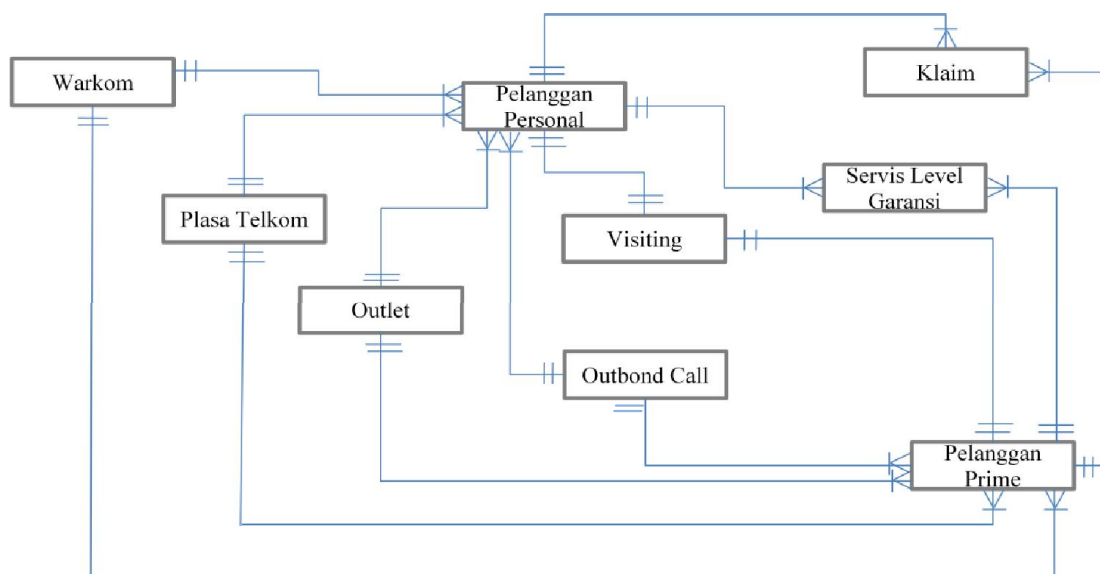 Warkom
Klaim
Pelanggan
Personal
Servis Level
Garansi
Plasa Telkom
Visiting
Outlet
Outbond Call
Pelanggan
Prime